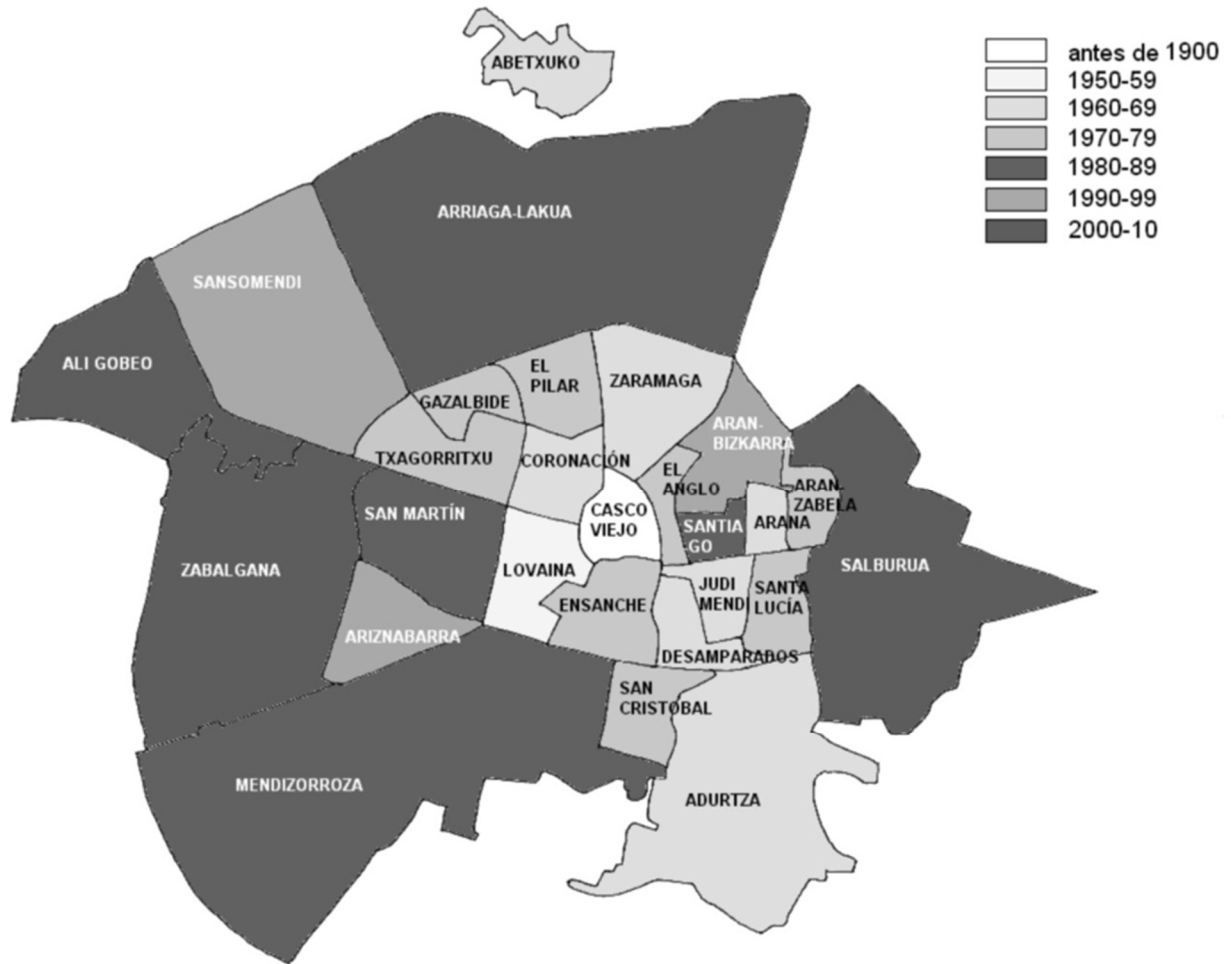 antes de 1900
1950-59
1960-69
1970-79
1980-89
1990-99
2000-10
ABETXUKO
ARRIAGA-LAKUA
SANSOMENDI
ALI GOBEO
EL
PILAR
ZARAMAGA
GAZALBIDE
ARAN-
BIZKARRA
TXAGORRITXU
CORONACIÓN
EL
ANGLO
ARAN-
ZABELA
SAN MARTÍN
CASCO
VIEJO
SANTIA
-GO
ARANA
ZABALGANA
LOVAINA
SALBURUA
JUDI
MENDI
SANTA
LUCÍA
ENSANCHE
ARIZNABARRA
DESAMPARADOS
SAN
CRISTÓBAL
MENDIZORROZA
ADURTZA